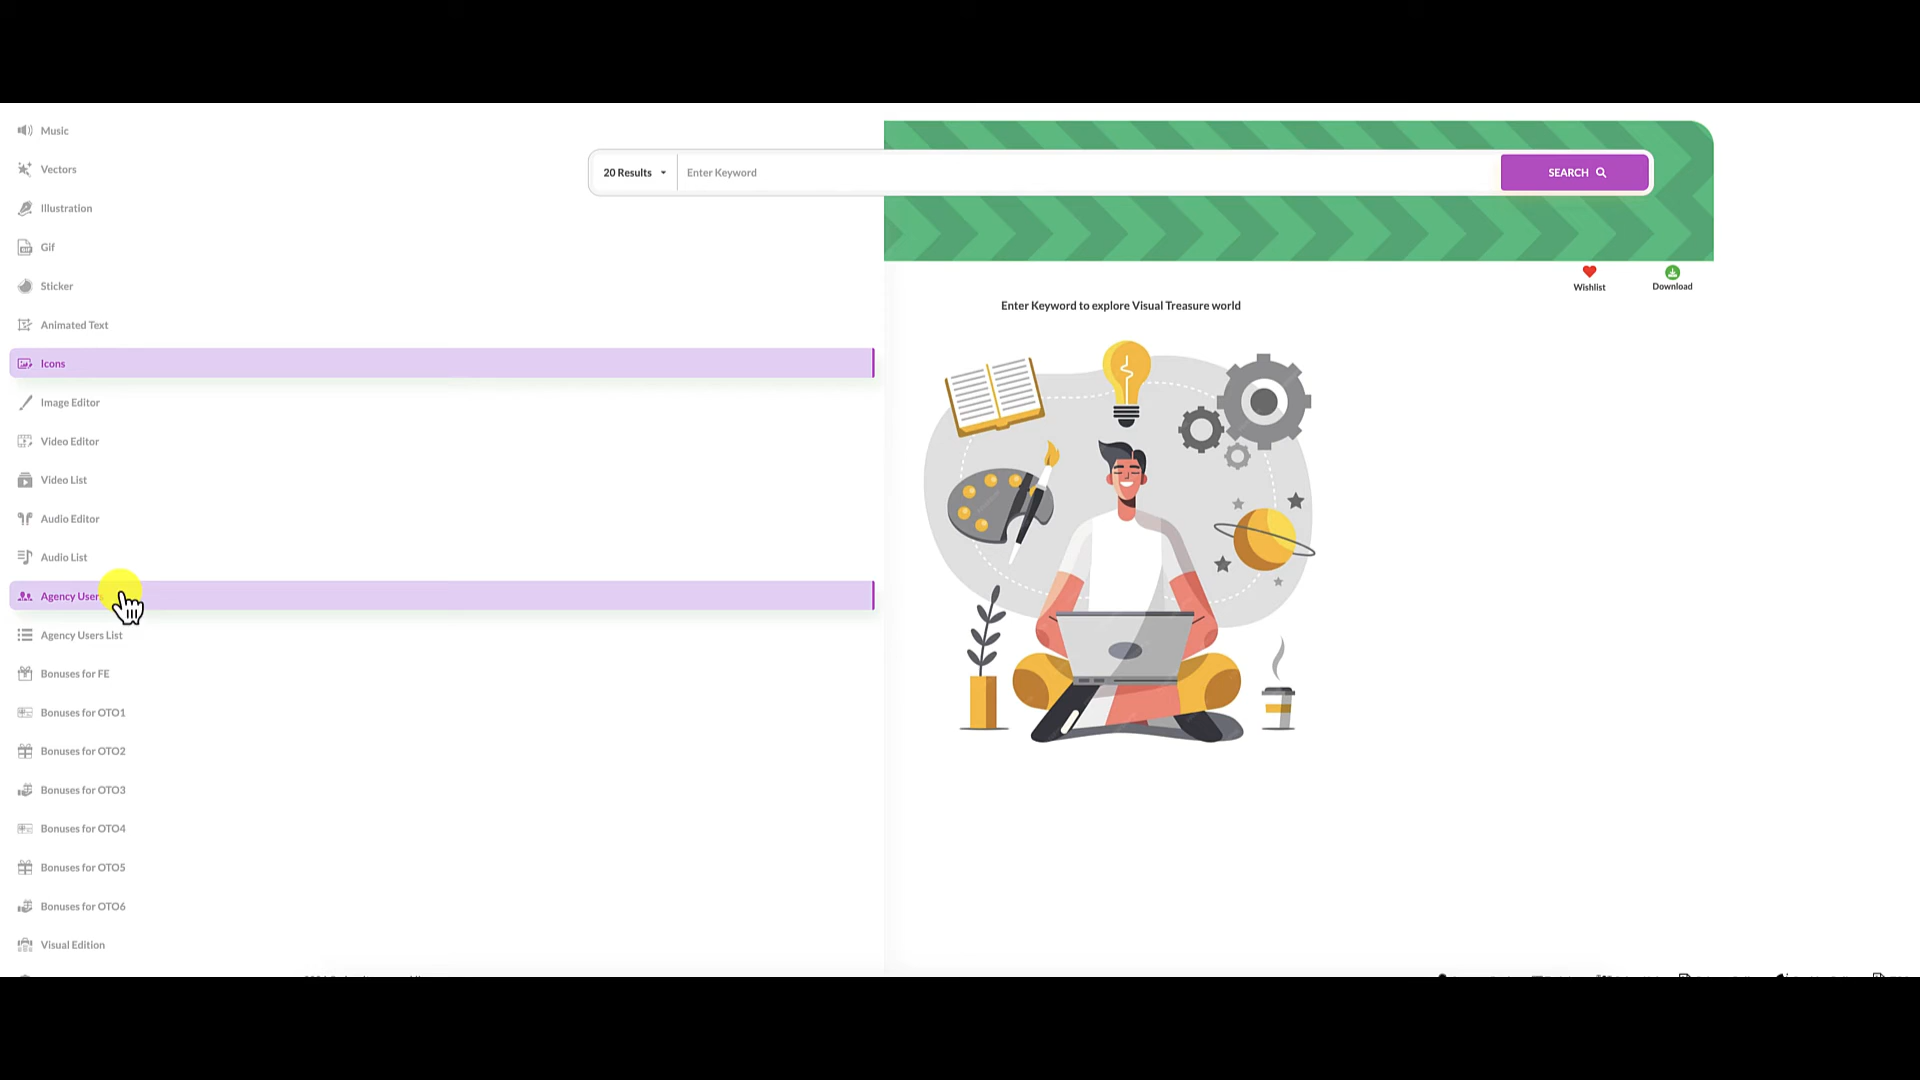 Music
Vectors
Illustration
Gif
Sticker
Animated Text
Icons
Image Editor
Video Editor
Video List
Audio Editor
Audio List
Agency Users
Agency Users List
Bonuses for FE
Bonuses for OTO1
Bonuses for OTO2
Bonuses for OTO3
Bonuses for OTO4
Bonuses for OTO5
Bonuses for OTO6
Visual Edition
20 Results
Enter Keyword
SEARCH
Wishlist
Download
Enter Keyword to explore Visual Treasure world